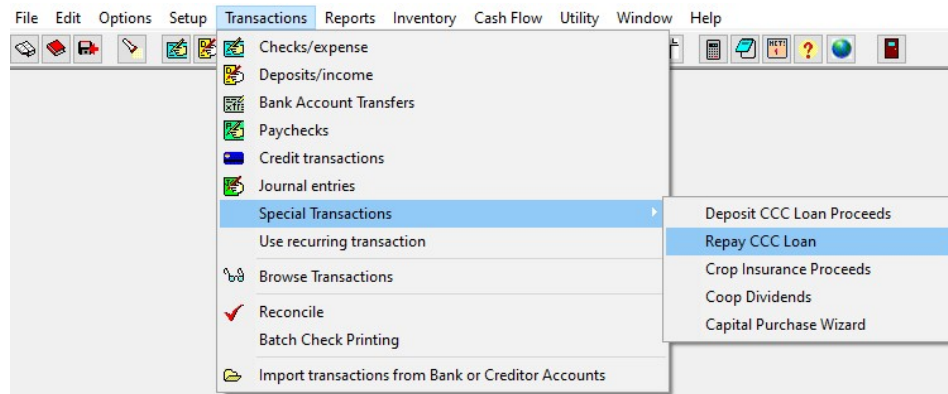 File Edit Options Setup Transactions Reports Inventory Cash Flow Utility Window Help
Checks/expense
Deposits/income
Bank Account Transfers
Paychecks
Credit transactions
Journal entries
Special Transactions
Deposit CCC Loan Proceeds
Use recurring transaction
Repay CCC Loan
Browse Transactions
Crop Insurance Proceeds
Coop Dividends
Reconcile
Capital Purchase Wizard
Batch Check Printing
Import transactions from Bank or Creditor Accounts